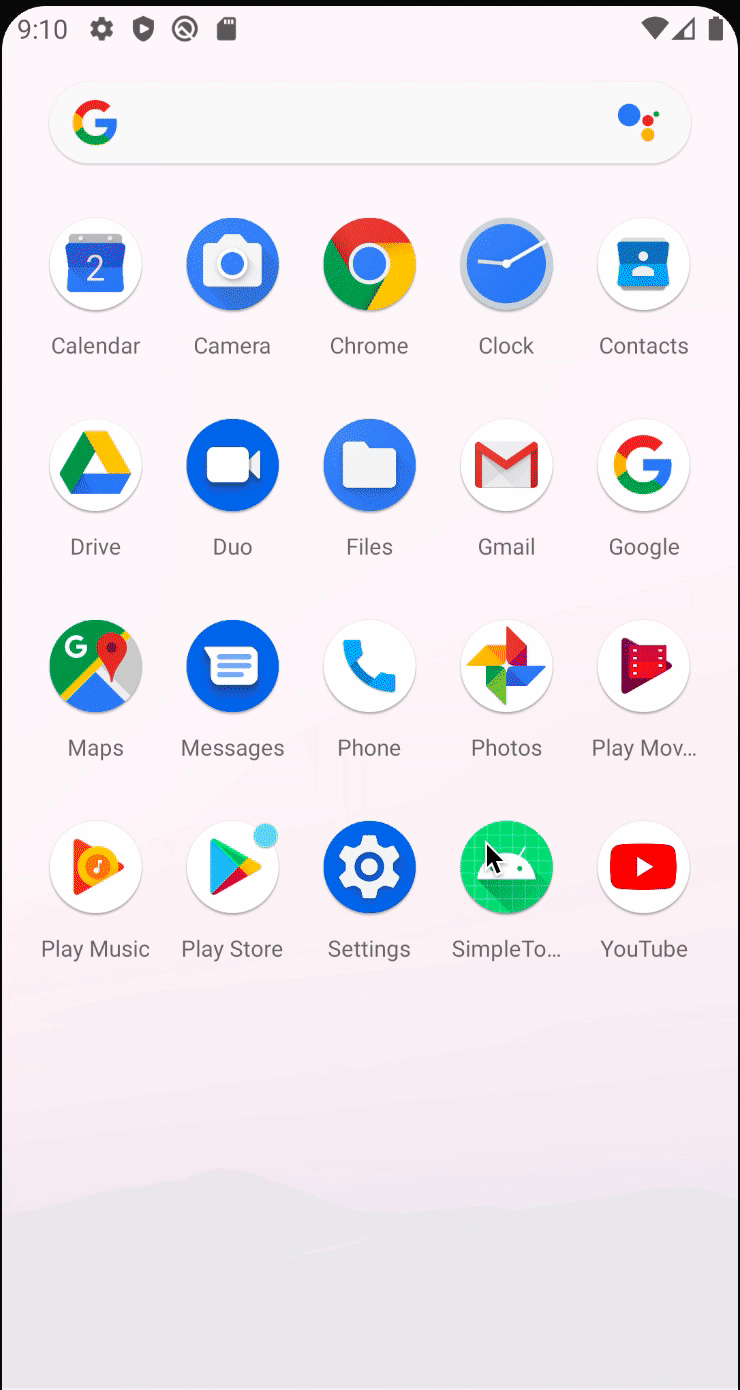 9:10
G
2
Calendar Camera Chrome Clock Contacts
G
Drive Duo Files Gmail Google
G
Maps Messages Phone Photos Play Mov...
Play Music Play Store Settings SimpleTo... YouTube